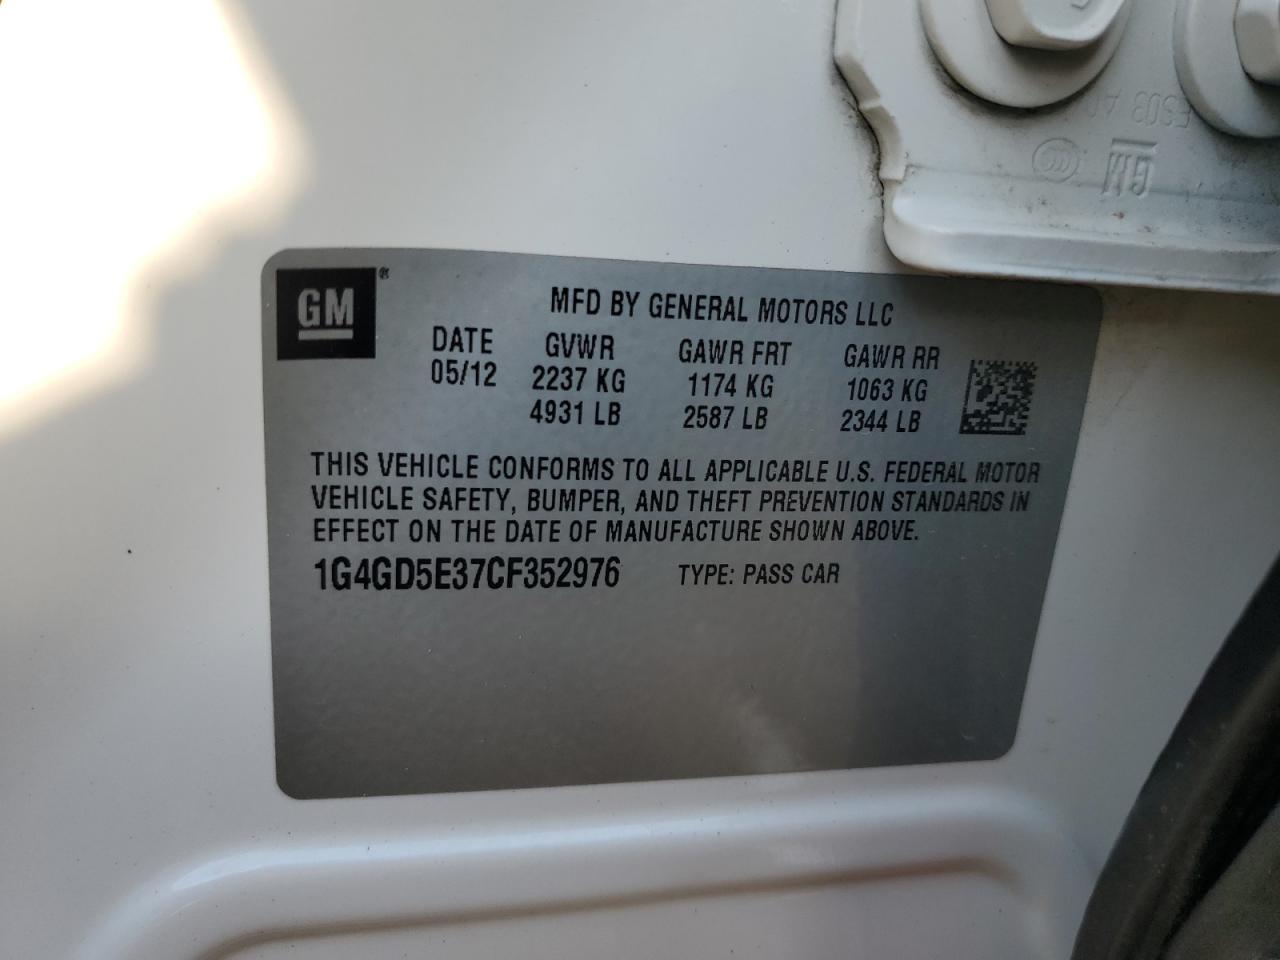 GM
MFD BY GENERAL MOTORS LLC
DATE GVWR GAWR FRT GAWR RR
05/12 2237 KG 1174 KG 1063 KG
4931 LB 2587 LB 2344 LB
THIS VEHICLE CONFORMS TO ALL APPLICABLE U.S. FEDERAL MOTOR
VEHICLE SAFETY, BUMPER, AND THEFT PREVENTION STANDARDS IN
EFFECT ON THE DATE OF MANUFACTURE SHOWN ABOVE.
1G4GD5E37CF352976 TYPE: PASS CAR
GM